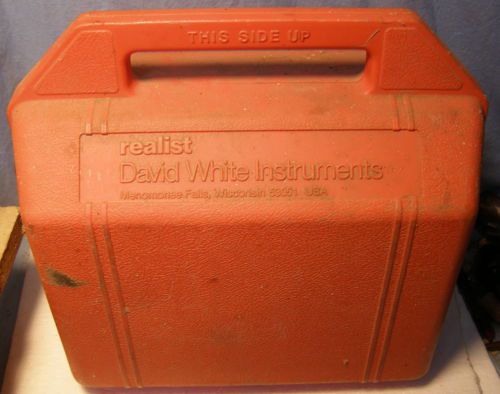 THIS SIDE UP
realist
David White Instruments
Menomonee Falls, Wisconsin 53051 USA